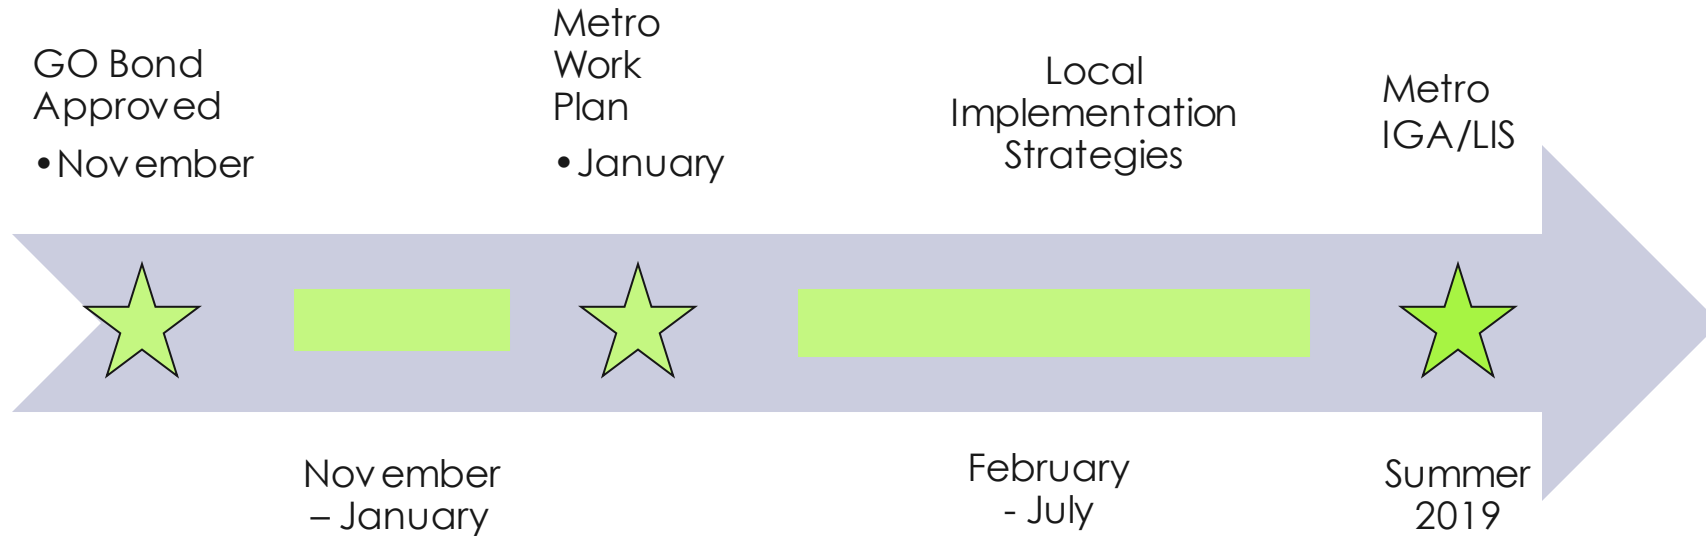 GO Bond
Approved
•November
Metro
Work
Plan
•January
Local
Implementation
Strategies
Metro
IGA/LIS
November
– January
February
- July
Summer
2019